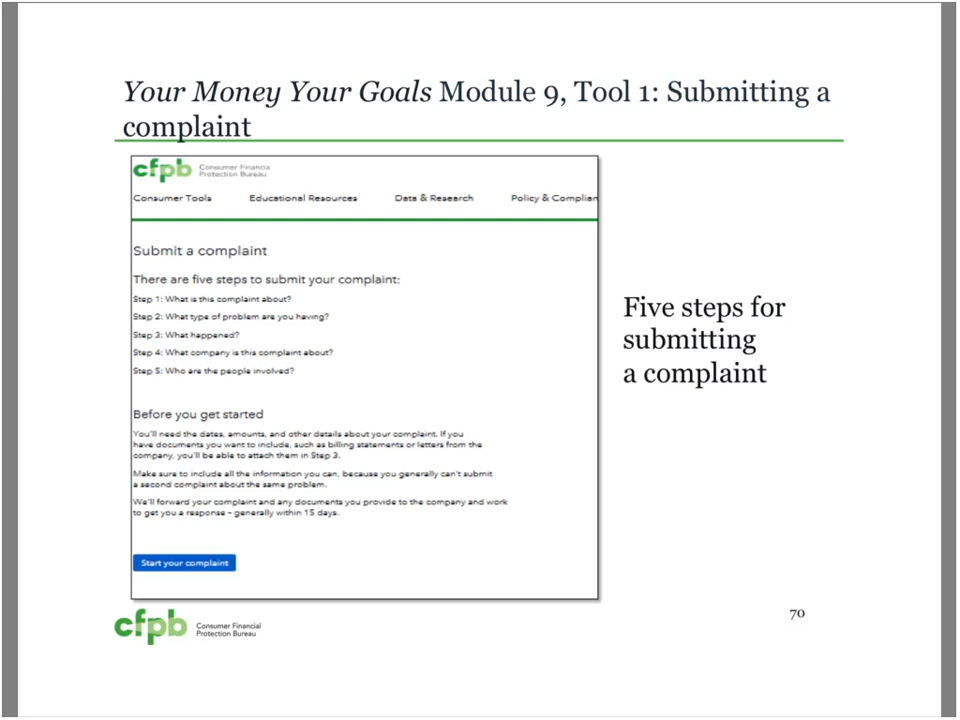 Your Money Your Goals Module 9, Tool 1: Submitting a
complaint
cfpb Consumer Financial
Protection Bureau
Consumer Tools Educational Resources Data & Research Policy & Complian
Submit a complaint
There are five steps to submit your complaint:
Step 1: What is this complaint about?
Step 2: What type of problem are you having?
Step 3: What happened?
Step 4: What company is this complaint about?
Step 5: Who are the people involved?
Before you get started
You'll need the dates, amounts, and other details about your complaint. If you
have documents you want to include, such as billing statements or letters from the
company, you'll be able to attach them in Step 3.
Make sure to include all the information you can, because you generally can't submit
a second complaint about the same problem.
We'll forward your complaint and any documents you provide to the company and work
to get you a response – generally within 15 days.
Start your complaint
Five steps for
submitting
a complaint
70
cfpb Consumer Financial
Protection Bureau